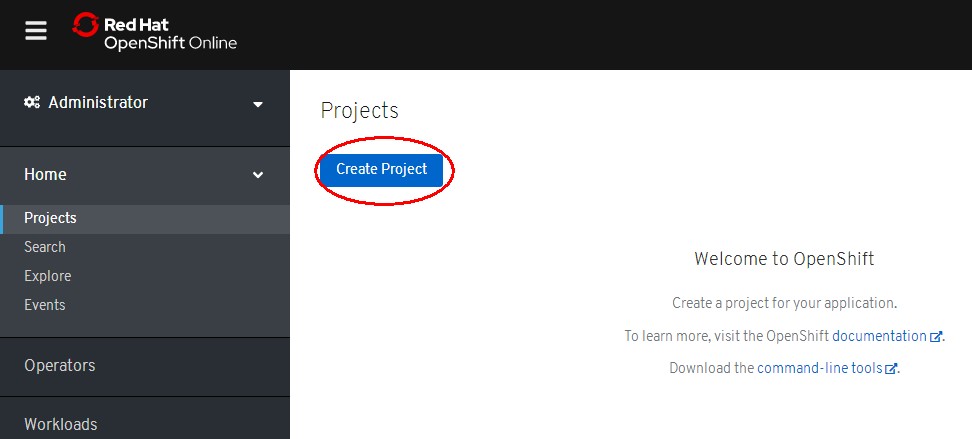 Red Hat
OpenShift Online
Administrator
Home
Projects
Search
Explore
Events
Operators
Workloads
Projects
Create Project
Welcome to OpenShift
Create a project for your application.
To learn more, visit the OpenShift documentation.
Download the command-line tools.